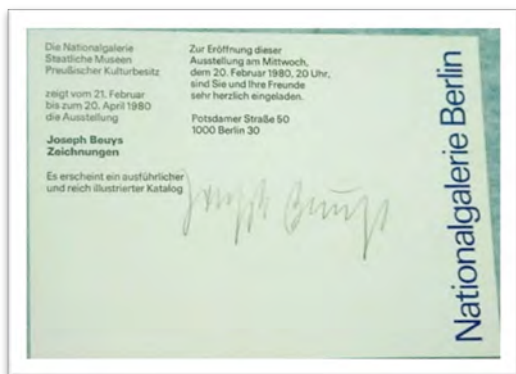 Die Nationalgalerie
Staatliche Museen
Preußischer Kulturbesitz
zeigt vom 21. Februar
bis zum 20. April 1980
die Ausstellung
Joseph Beuys
Zeichnungen
Es erscheint ein ausführlicher
und reich illustrierter Katalog
Zur Eröffnung dieser
Ausstellung am Mittwoch,
dem 20. Februar 1980, 20 Uhr,
sind Sie und Ihre Freunde
sehr herzlich eingeladen.
Potsdamer Straße 50
1000 Berlin 30
Joseph Beuys
Nationalgalerie Berlin